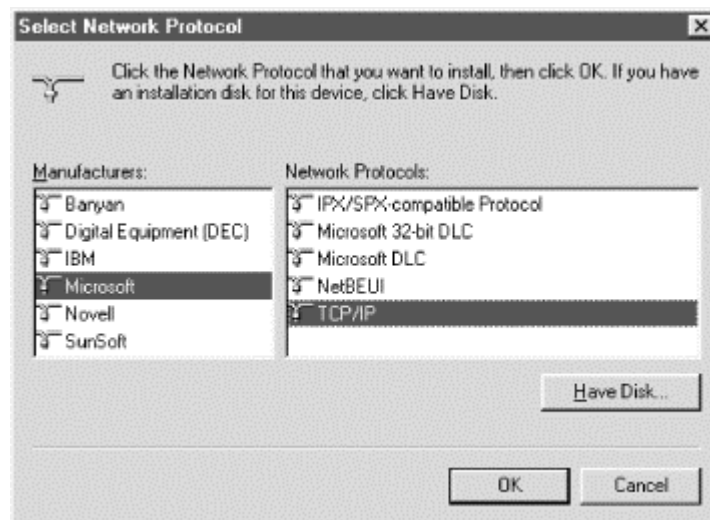 Select Network Protocol
Click the Network Protocol that you want to install, then click OK. If you have
an installation disk for this device, click Have Disk.
Manufacturers:
Banyan
Digital Equipment (DEC)
IBM
Microsoft
Novell
SunSoft
Network Protocols:
IPX/SPX-compatible Protocol
Microsoft 32-bit DLC
Microsoft DLC
NetBEUI
TCP/IP
Have Disk...
OK
Cancel